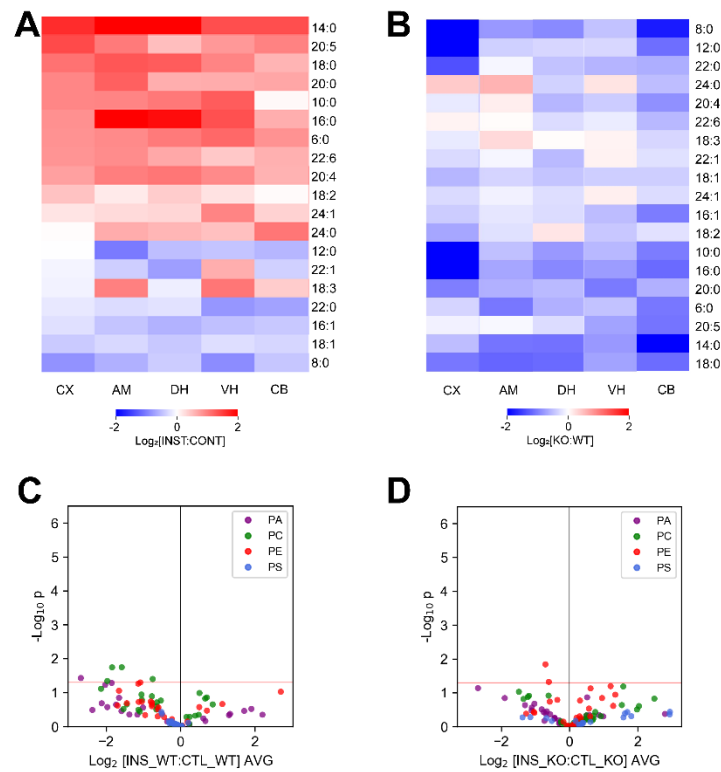 A
14:0
20:5
18:0
20:0
10:0
16:0
6:0
22:6
20:4
18:2
24:1
24:0
12:0
22:1
18:3
22:0
16:1
18:1
8:0
CX AM DH VH CB
-2 0 2
Log₂[INST:CONT]
B
8:0
12:0
22:0
24:0
20:4
22:6
18:3
22:1
18:1
24:1
16:1
18:2
10:0
16:0
20:0
6:0
20:5
14:0
18:0
CX AM DH VH CB
-2 0 2
Log₂[KO:WT]
C
6
5
4
3
2
1
0
-Log₁₀ p
PA
PC
PE
PS
−2 0 2
Log₂ [INS_WT:CTL_WT] AVG
D
6
5
4
3
2
1
0
-Log₁₀ p
PA
PC
PE
PS
−2 0 2
Log₂ [INS_KO:CTL_KO] AVG